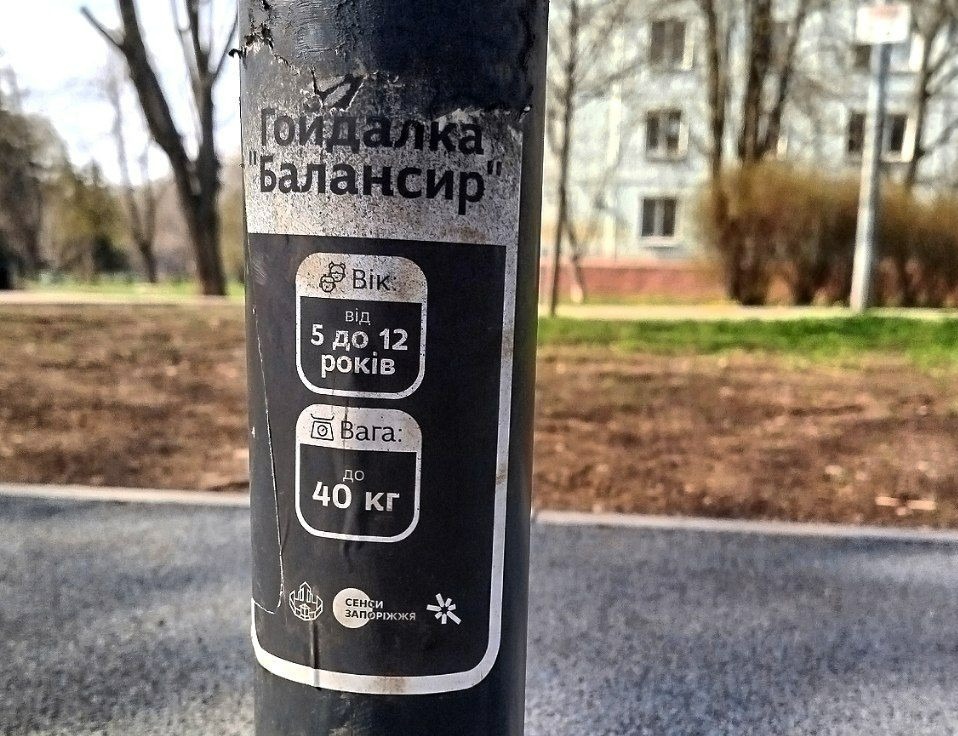 Гойдалка
"Балансир"
Вік:
від
5 до 12
років
Вага:
до
40 кг
СЕНСИ
ЗАПОРІЖЖЯ